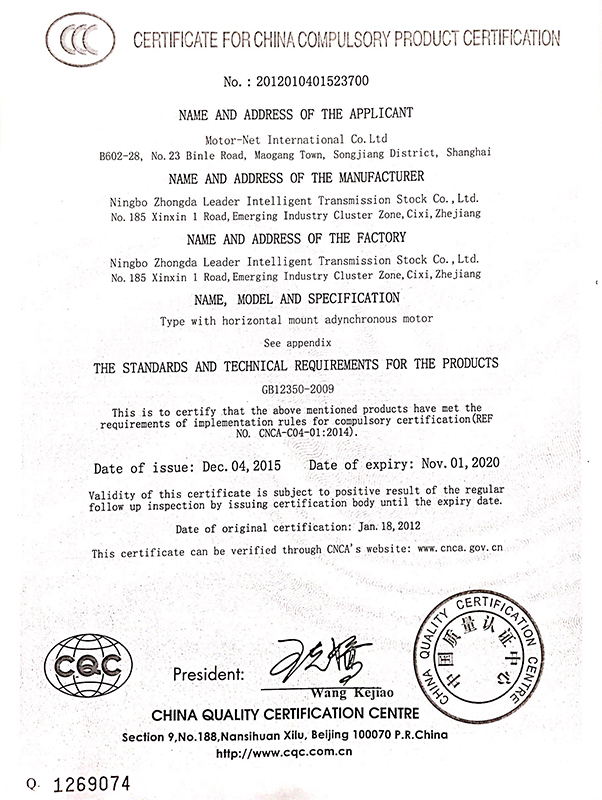 CCC
CERTIFICATE FOR CHINA COMPULSORY PRODUCT CERTIFICATION
No. : 2012010401523700
NAME AND ADDRESS OF THE APPLICANT
Motor-Net International Co. Ltd
B602-28, No. 23 Binle Road, Maogang Town, Songjiang District, Shanghai
NAME AND ADDRESS OF THE MANUFACTURER
Ningbo Zhongda Leader Intelligent Transmission Stock Co., Ltd.
No. 185 Xinxin 1 Road, Emerging Industry Cluster Zone, Cixi, Zhejiang
NAME AND ADDRESS OF THE FACTORY
Ningbo Zhongda Leader Intelligent Transmission Stock Co., Ltd.
No. 185 Xinxin 1 Road, Emerging Industry Cluster Zone, Cixi, Zhejiang
NAME, MODEL AND SPECIFICATION
Type with horizontal mount adynchronous motor
See appendix
THE STANDARDS AND TECHNICAL REQUIREMENTS FOR THE PRODUCTS
GB12350-2009
This is to certify that the above mentioned products have met the
requirements of implementation rules for compulsory certification(REF
NO. CNCA-C04-01:2014).
Date of issue: Dec. 04, 2015 Date of expiry: Nov. 01, 2020
Validity of this certificate is subject to positive result of the regular
follow up inspection by issuing certification body until the expiry date.
Date of original certification: Jan. 18, 2012
This certificate can be verified through CNCA's website: www.cnca.gov.cn
CQC
President:
Wang Kejiao
CHINA QUALITY CERTIFICATION CENTRE
中国质量认证中心
CHINA QUALITY CERTIFICATION CENTRE
Section 9,No.188,Nansihuan Xilu, Beijing 100070 P.R.China
http://www.cqc.com.cn
Q. 1269074